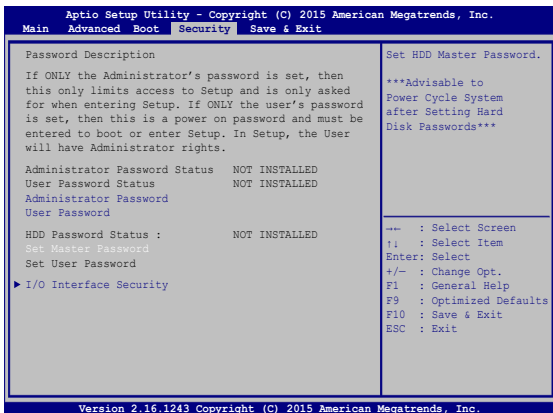 Aptio Setup Utility - Copyright (C) 2015 American Megatrends, Inc.
Main Advanced Boot Security Save & Exit
Password Description
If ONLY the Administrator's password is set, then
this only limits access to Setup and is only asked
for when entering Setup. If ONLY the user's password
is set, then this is a power on password and must be
entered to boot or enter Setup. In Setup, the User
will have Administrator rights.
Administrator Password Status NOT INSTALLED
User Password Status NOT INSTALLED
Administrator Password
User Password
HDD Password Status : NOT INSTALLED
Set Master Password
Set User Password
▶ I/O Interface Security
Set HDD Master Password.
***Advisable to
Power Cycle System
after Setting Hard
Disk Passwords***
→← : Select Screen
↑↓ : Select Item
Enter: Select
+/— : Change Opt.
F1 : General Help
F9 : Optimized Defaults
F10 : Save & Exit
ESC : Exit
Version 2.16.1243 Copyright (C) 2015 American Megatrends, Inc.